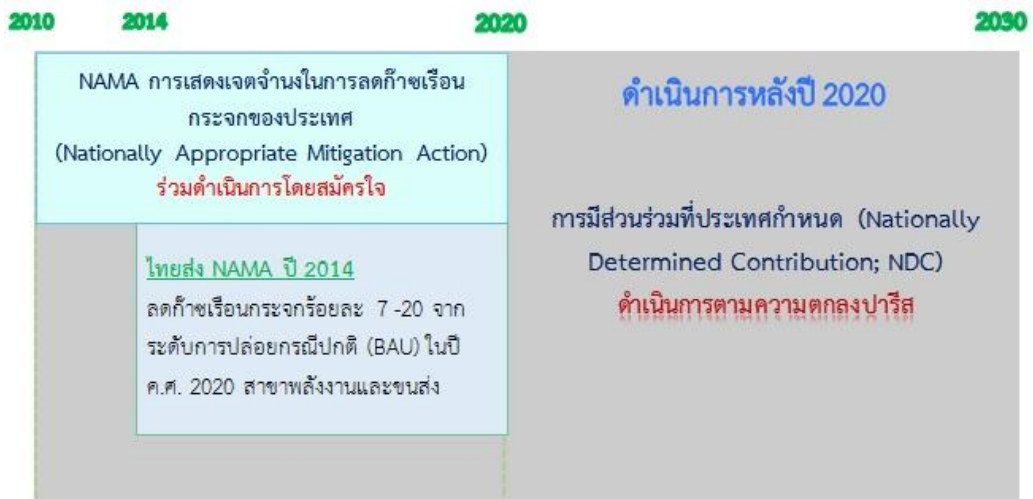 2010 2014 2020 2030
NAMA การเสดงเจตจำนงในการลดก๊าซเรือน
กระจกของประเทศ
(Nationally Appropriate Mitigation Action)
ร่วมดำเนินการโดยสมัครใจ
ไทยส่ง NAMA ปี 2014
ลดก๊าซเรือนกระจกร้อยละ 7 -20 จาก
ระดับการปล่อยกรณีปกติ (BAU) ในปี
ค.ศ. 2020 สาขาพลังงานและขนส่ง
ดำเนินการหลังปี 2020
การมีส่วนร่วมที่ประเทศกำหนด (Nationally
Determined Contribution; NDC)
ดำเนินการตามความตกลงปารีส